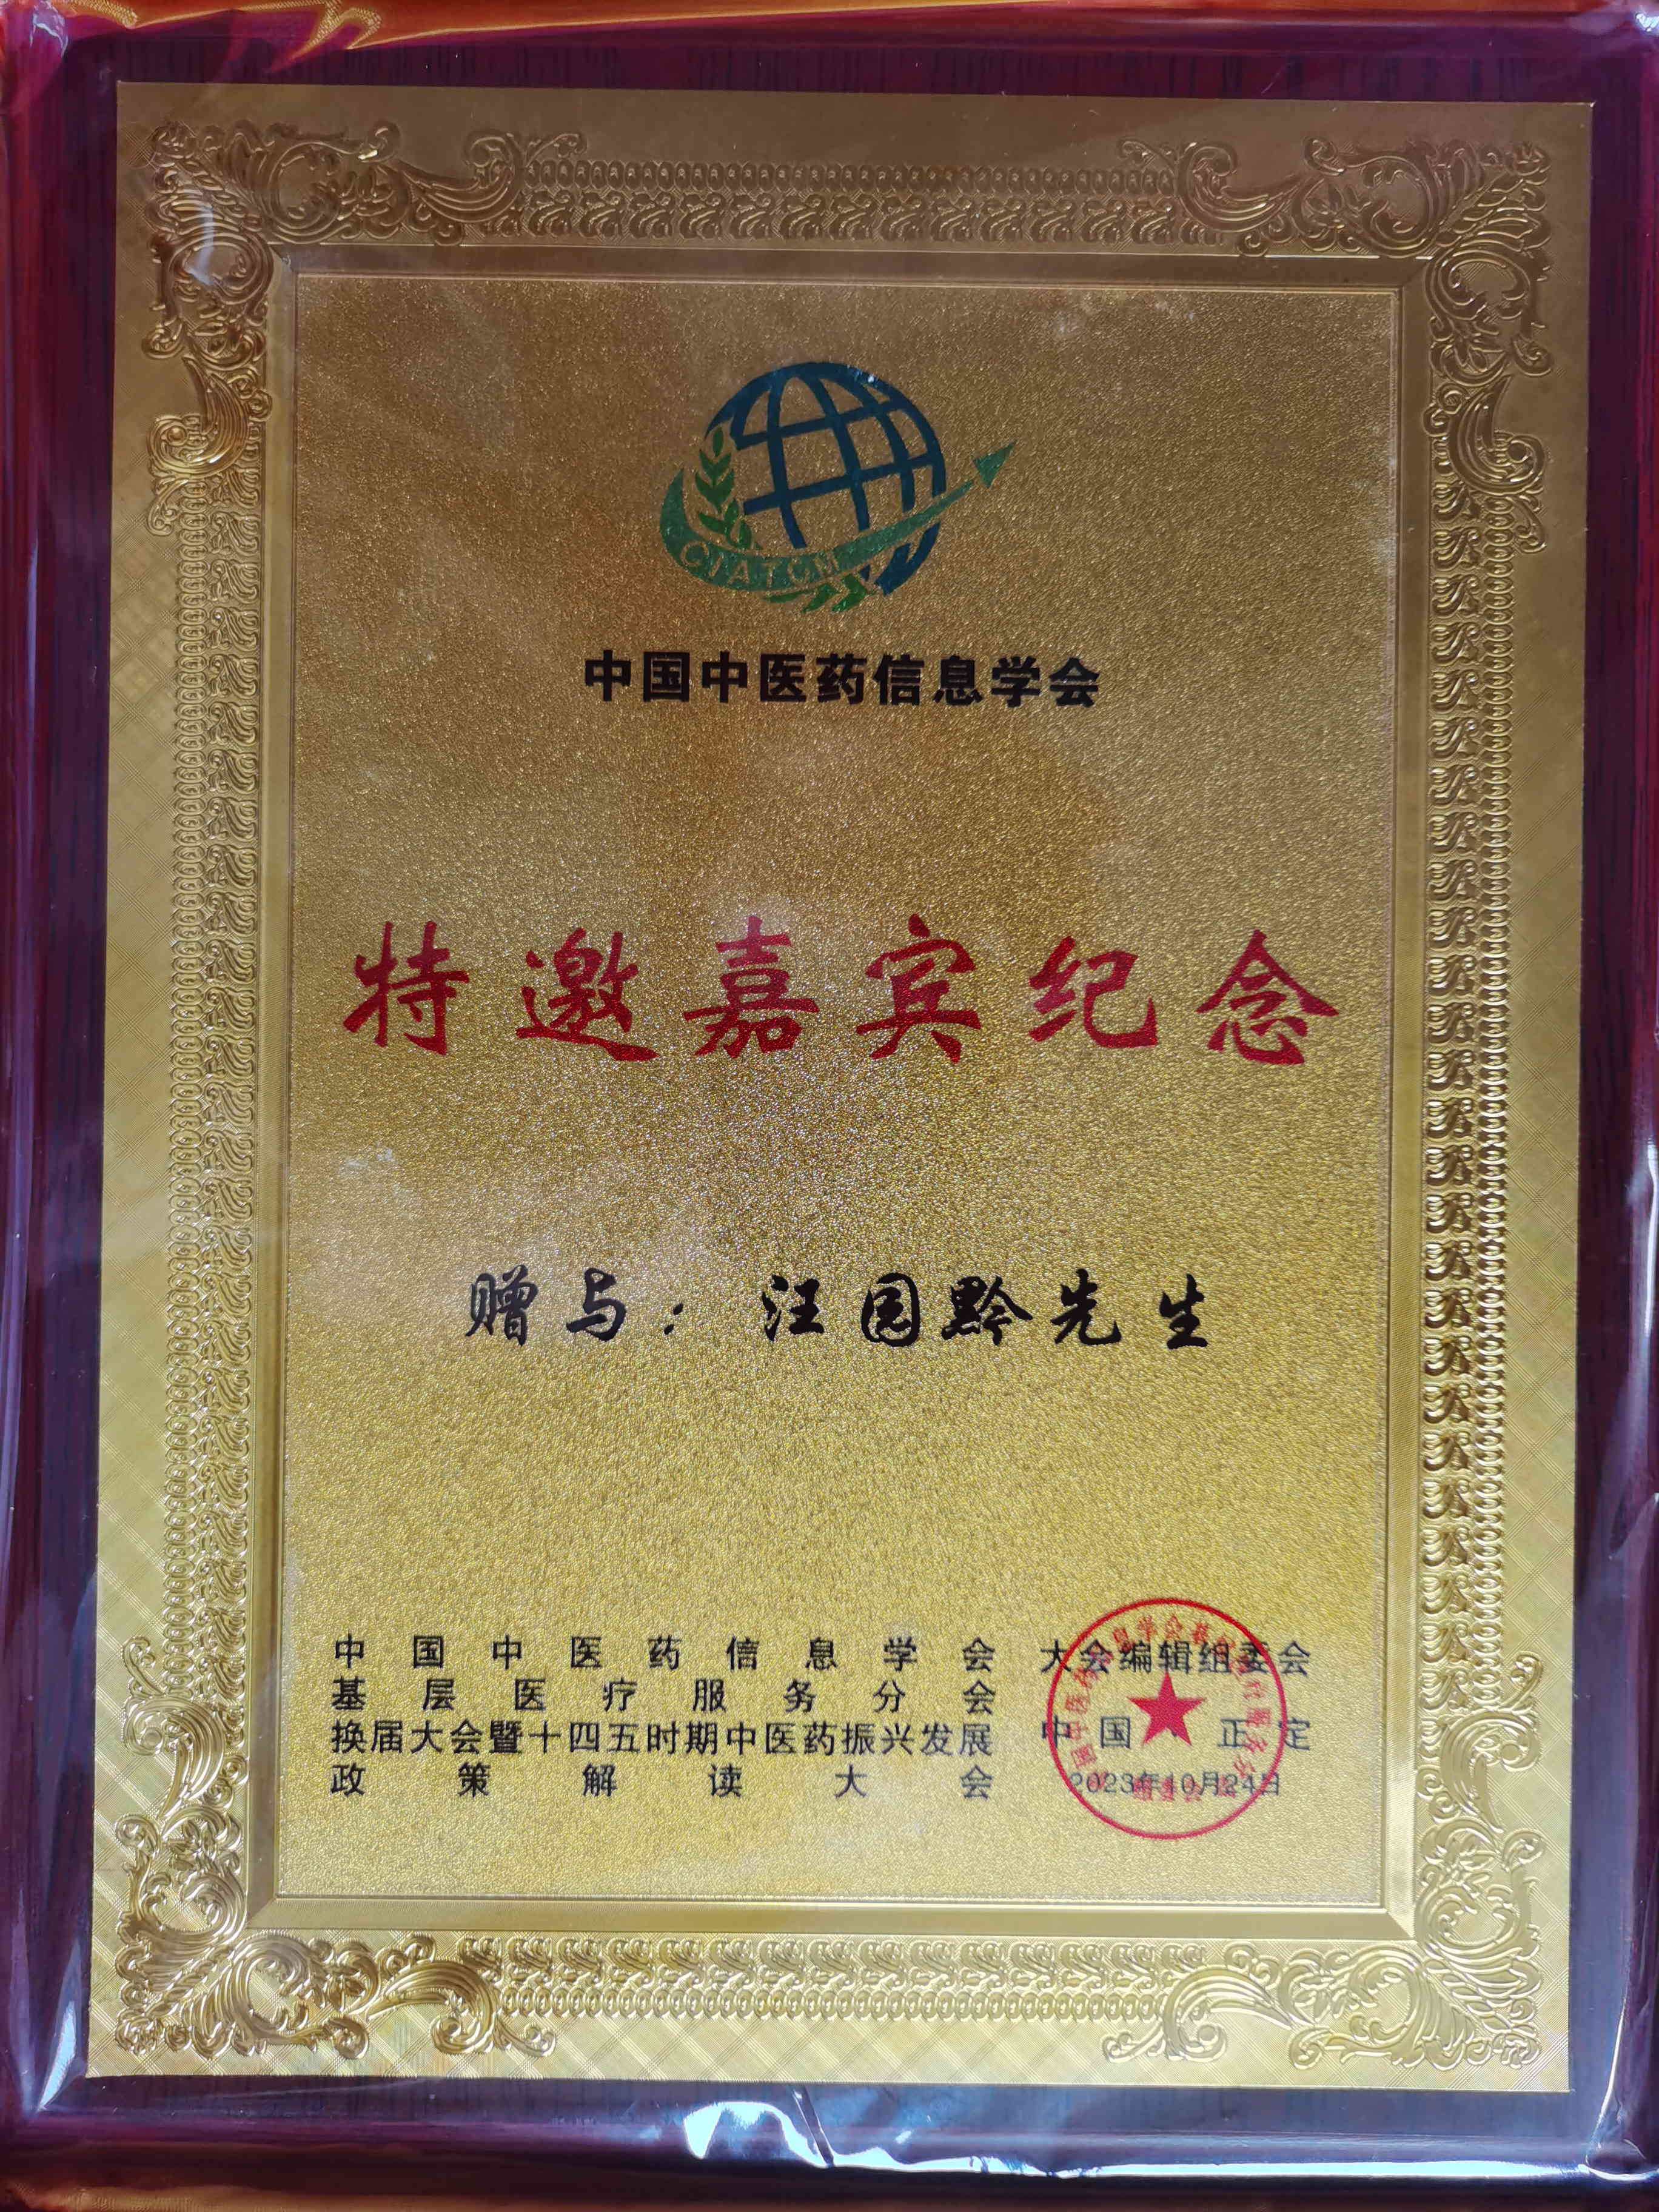 CIATCM
中国中医药信息学会
特邀嘉宾纪念
赠与：汪国黔先生
中国中医药信息学会
基层医疗服务分会
换届大会暨十四五时期中医药振兴发展
政策解读大会
大会编辑组委会
中国 正定
2023年10月24日